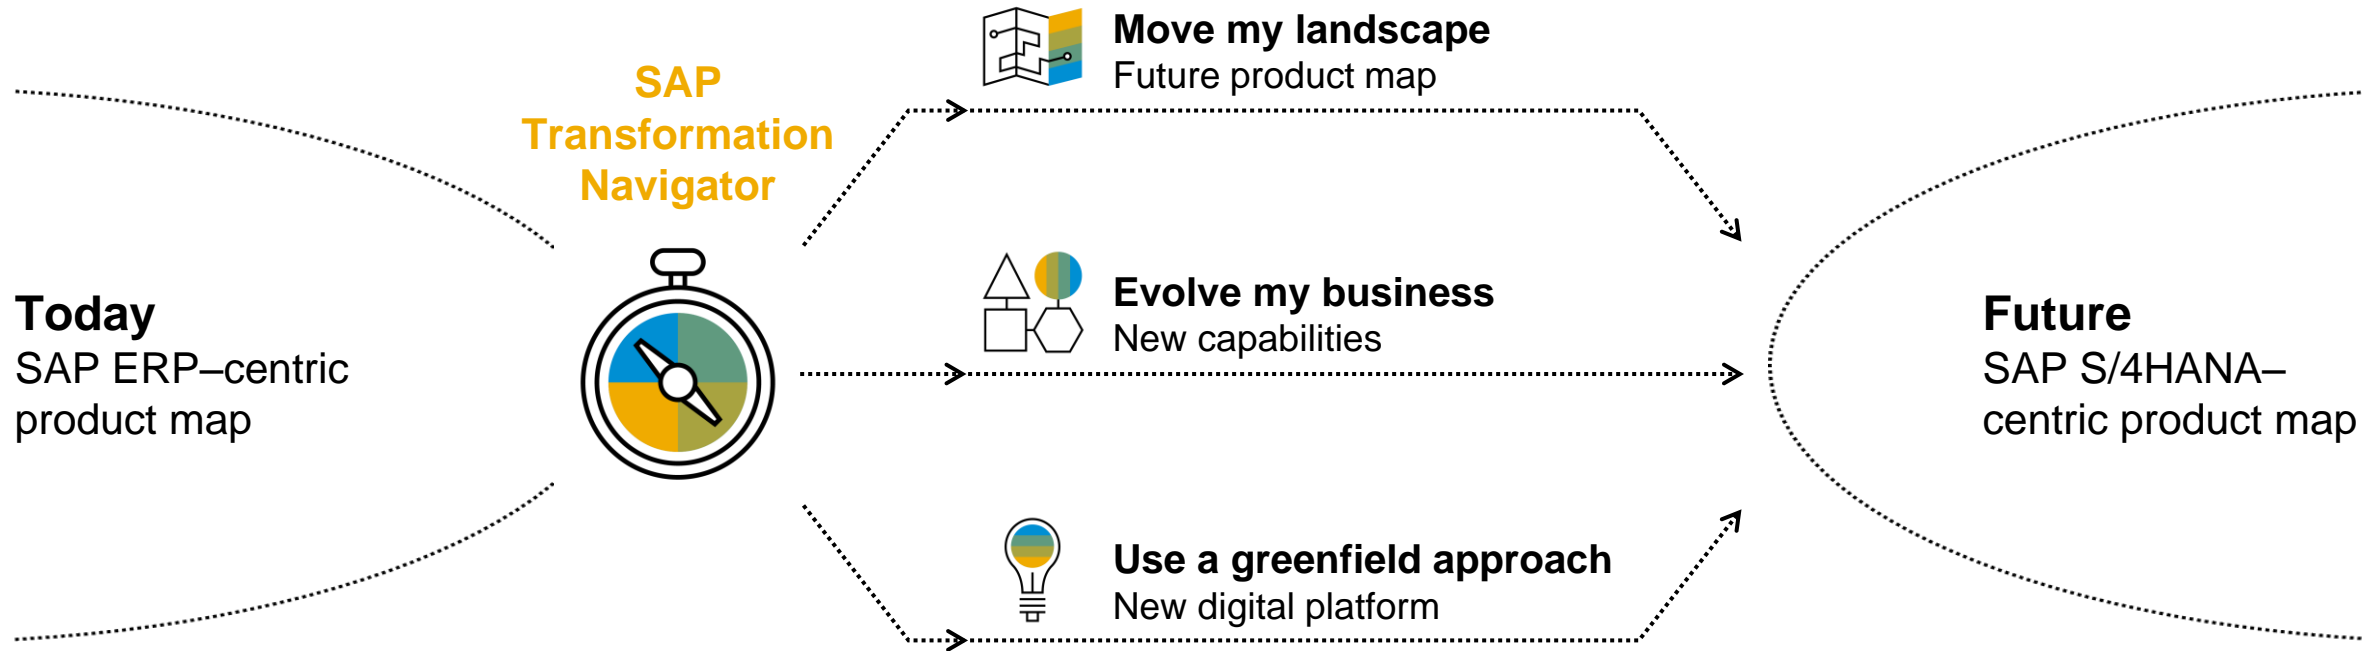 Today
SAP ERP–centric
product map
SAP
Transformation
Navigator
Move my landscape
Future product map
Evolve my business
New capabilities
Use a greenfield approach
New digital platform
Future
SAP S/4HANA–
centric product map